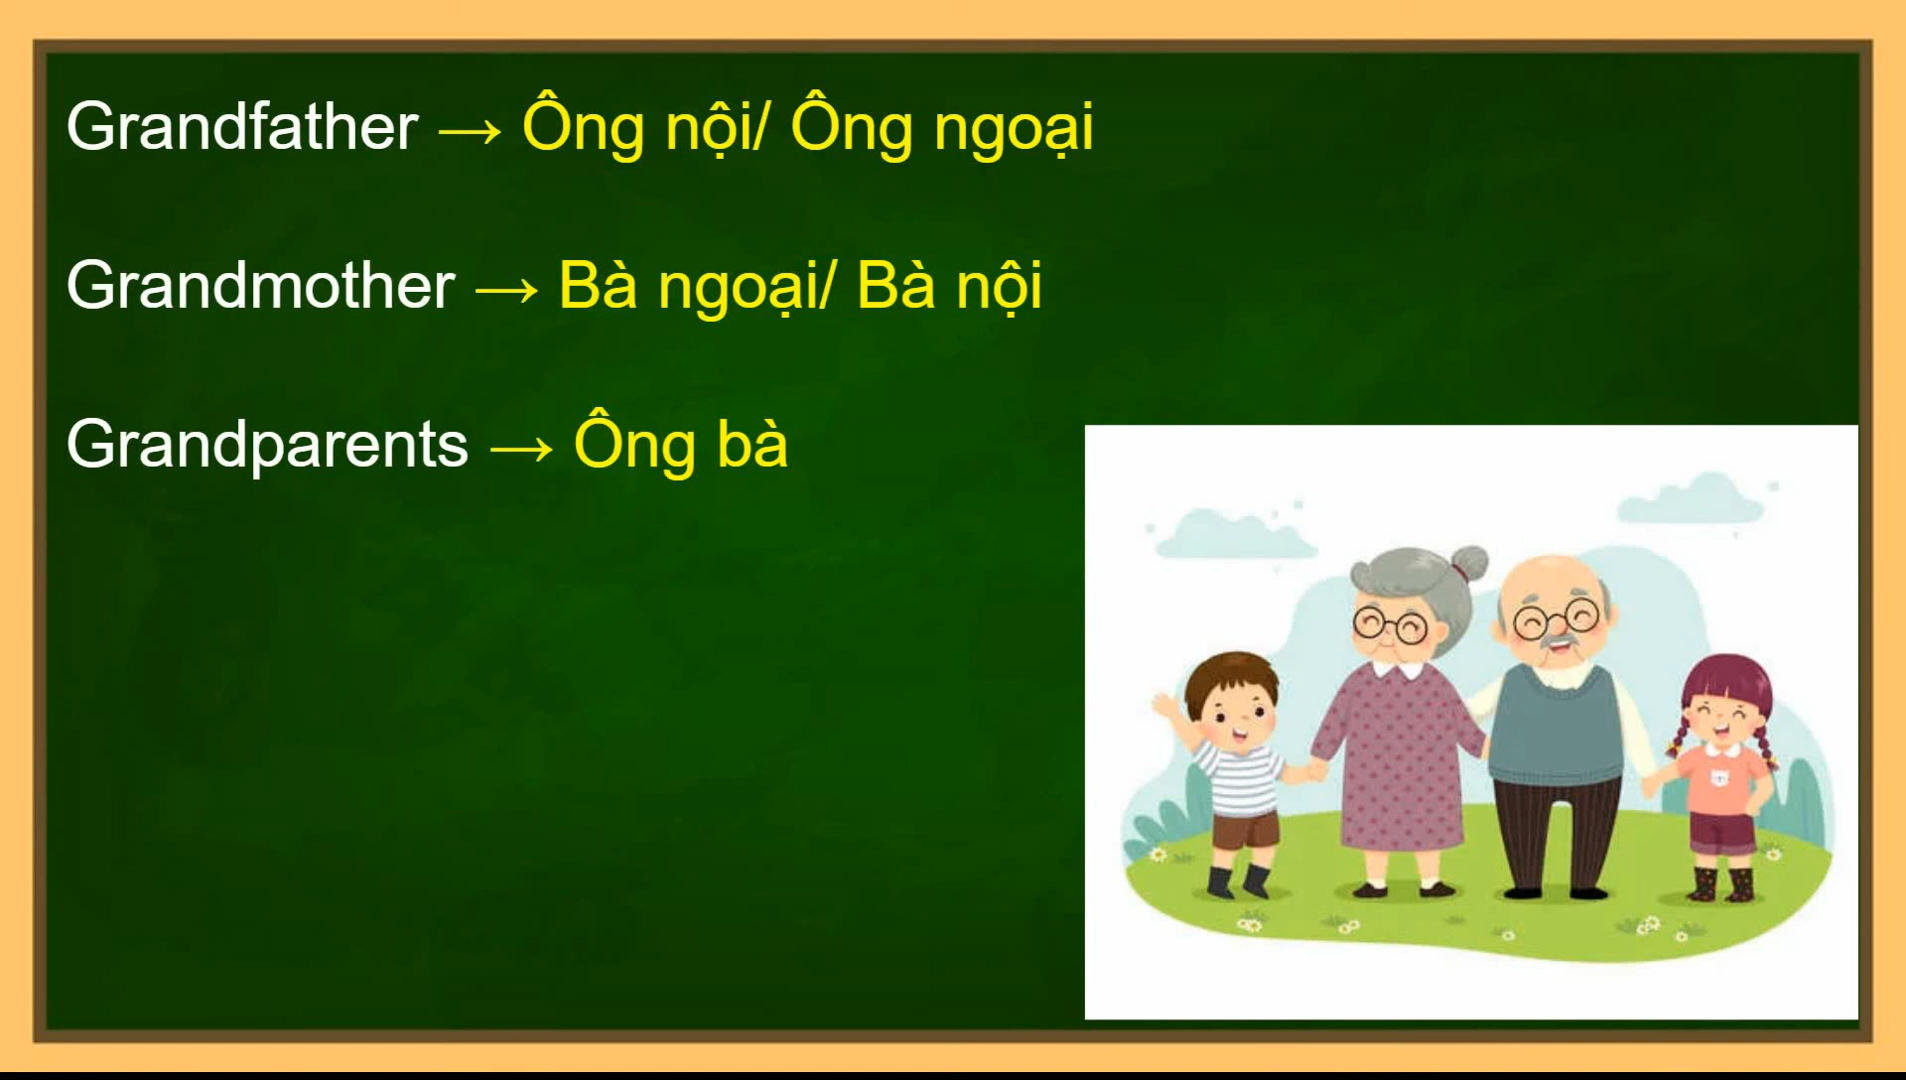 Grandfather → Ông nội/ Ông ngoại
Grandmother → Bà ngoại/ Bà nội
Grandparents → Ông bà